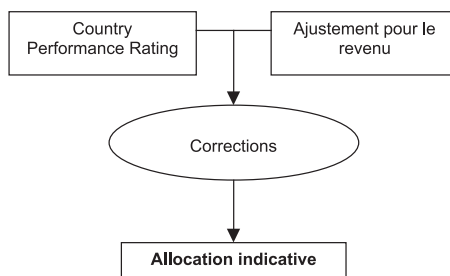 Country
Performance Rating
Ajustement pour le
revenu
Corrections
Allocation indicative